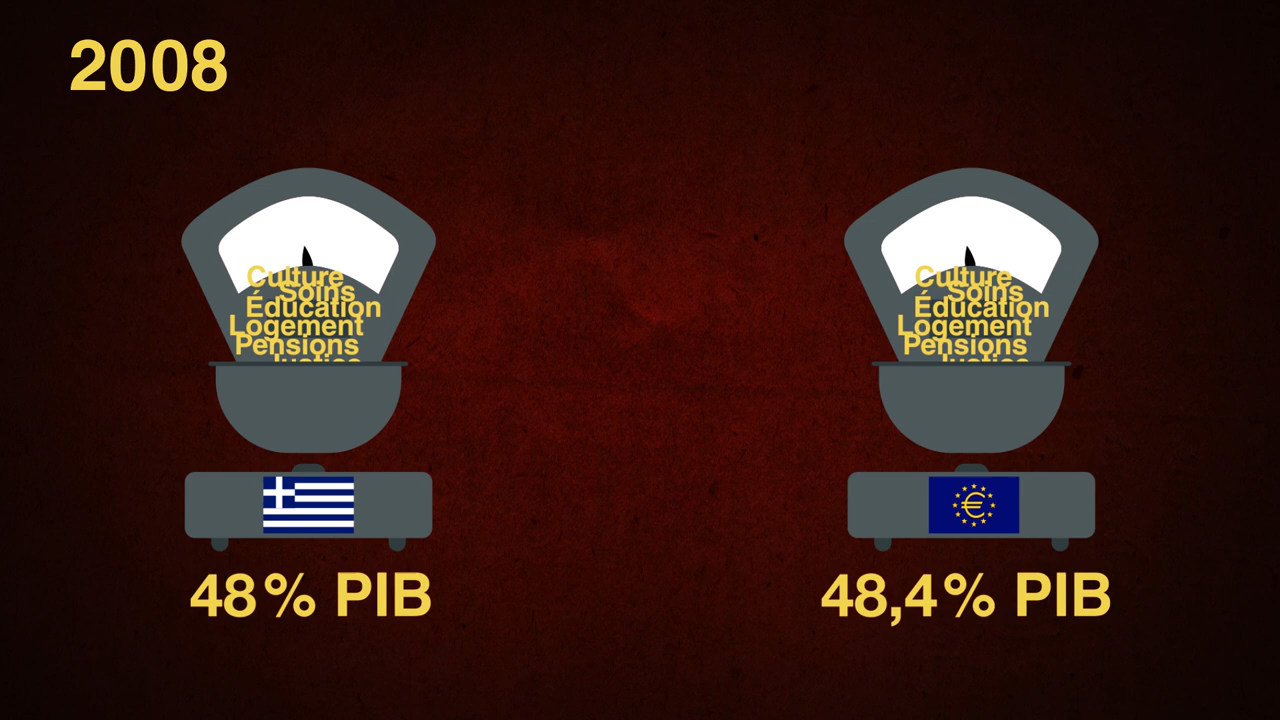 2008
Culture
Soins
Éducation
Logement
Pensions
Culture
Soins
Éducation
Logement
Pensions
€
48% PIB
48,4% PIB